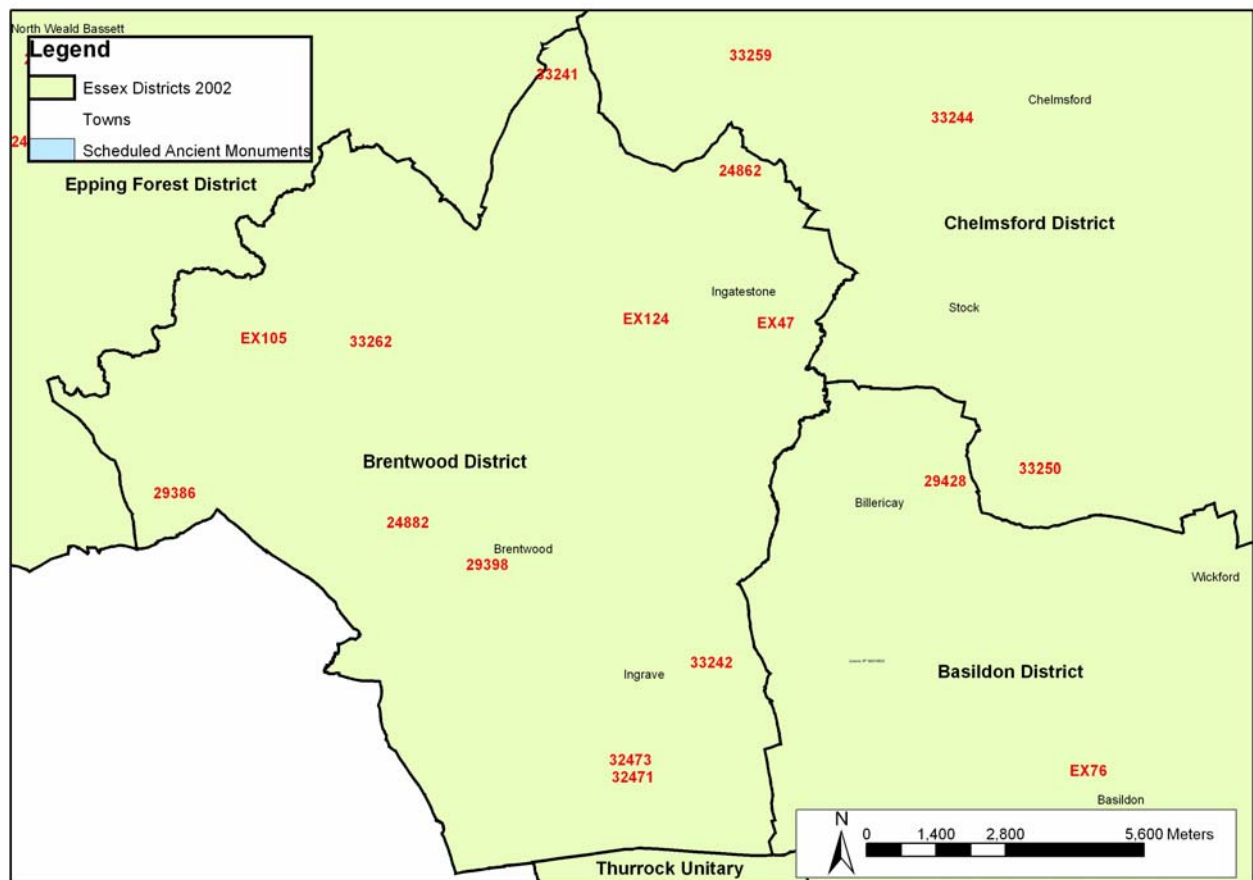 North Weald Bassett
Legend
Essex Districts 2002
Towns
Scheduled Ancient Monuments
24
Epping Forest District
33241
33259
33244
Chelmsford
24862
Chelmsford District
Ingatestone
Stock
EX105
33262
EX124
EX47
Brentwood District
29386
24882
Brentwood
29398
29428
33250
Billericay
Wickford
33242
Ingrave
Basildon District
32473
32471
EX76
Basildon
N
0 1,400 2,800 5,600 Meters
Thurrock Unitary